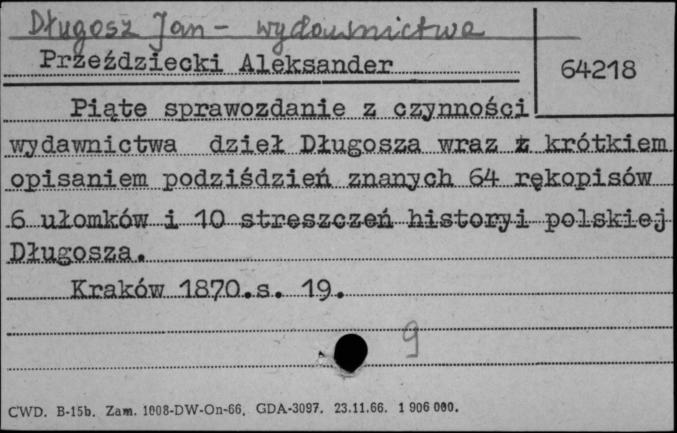 Długosz Jan - wydawnictwa
Przeździecki Aleksander
64218
Piąte sprawozdanie z czynności
wydawnictwa dzieł Długosza wraz z krótkiem
opisaniem podziśdzień znanych 64 rękopisów
6 ułomków i 10 streszczeń historyi polskiej
Długosza.
Kraków 1870.s. 19.
9
CWD. B-15b. Zam. 1008-DW-On-66. GDA-3097. 23.11.66. 1 906 000.